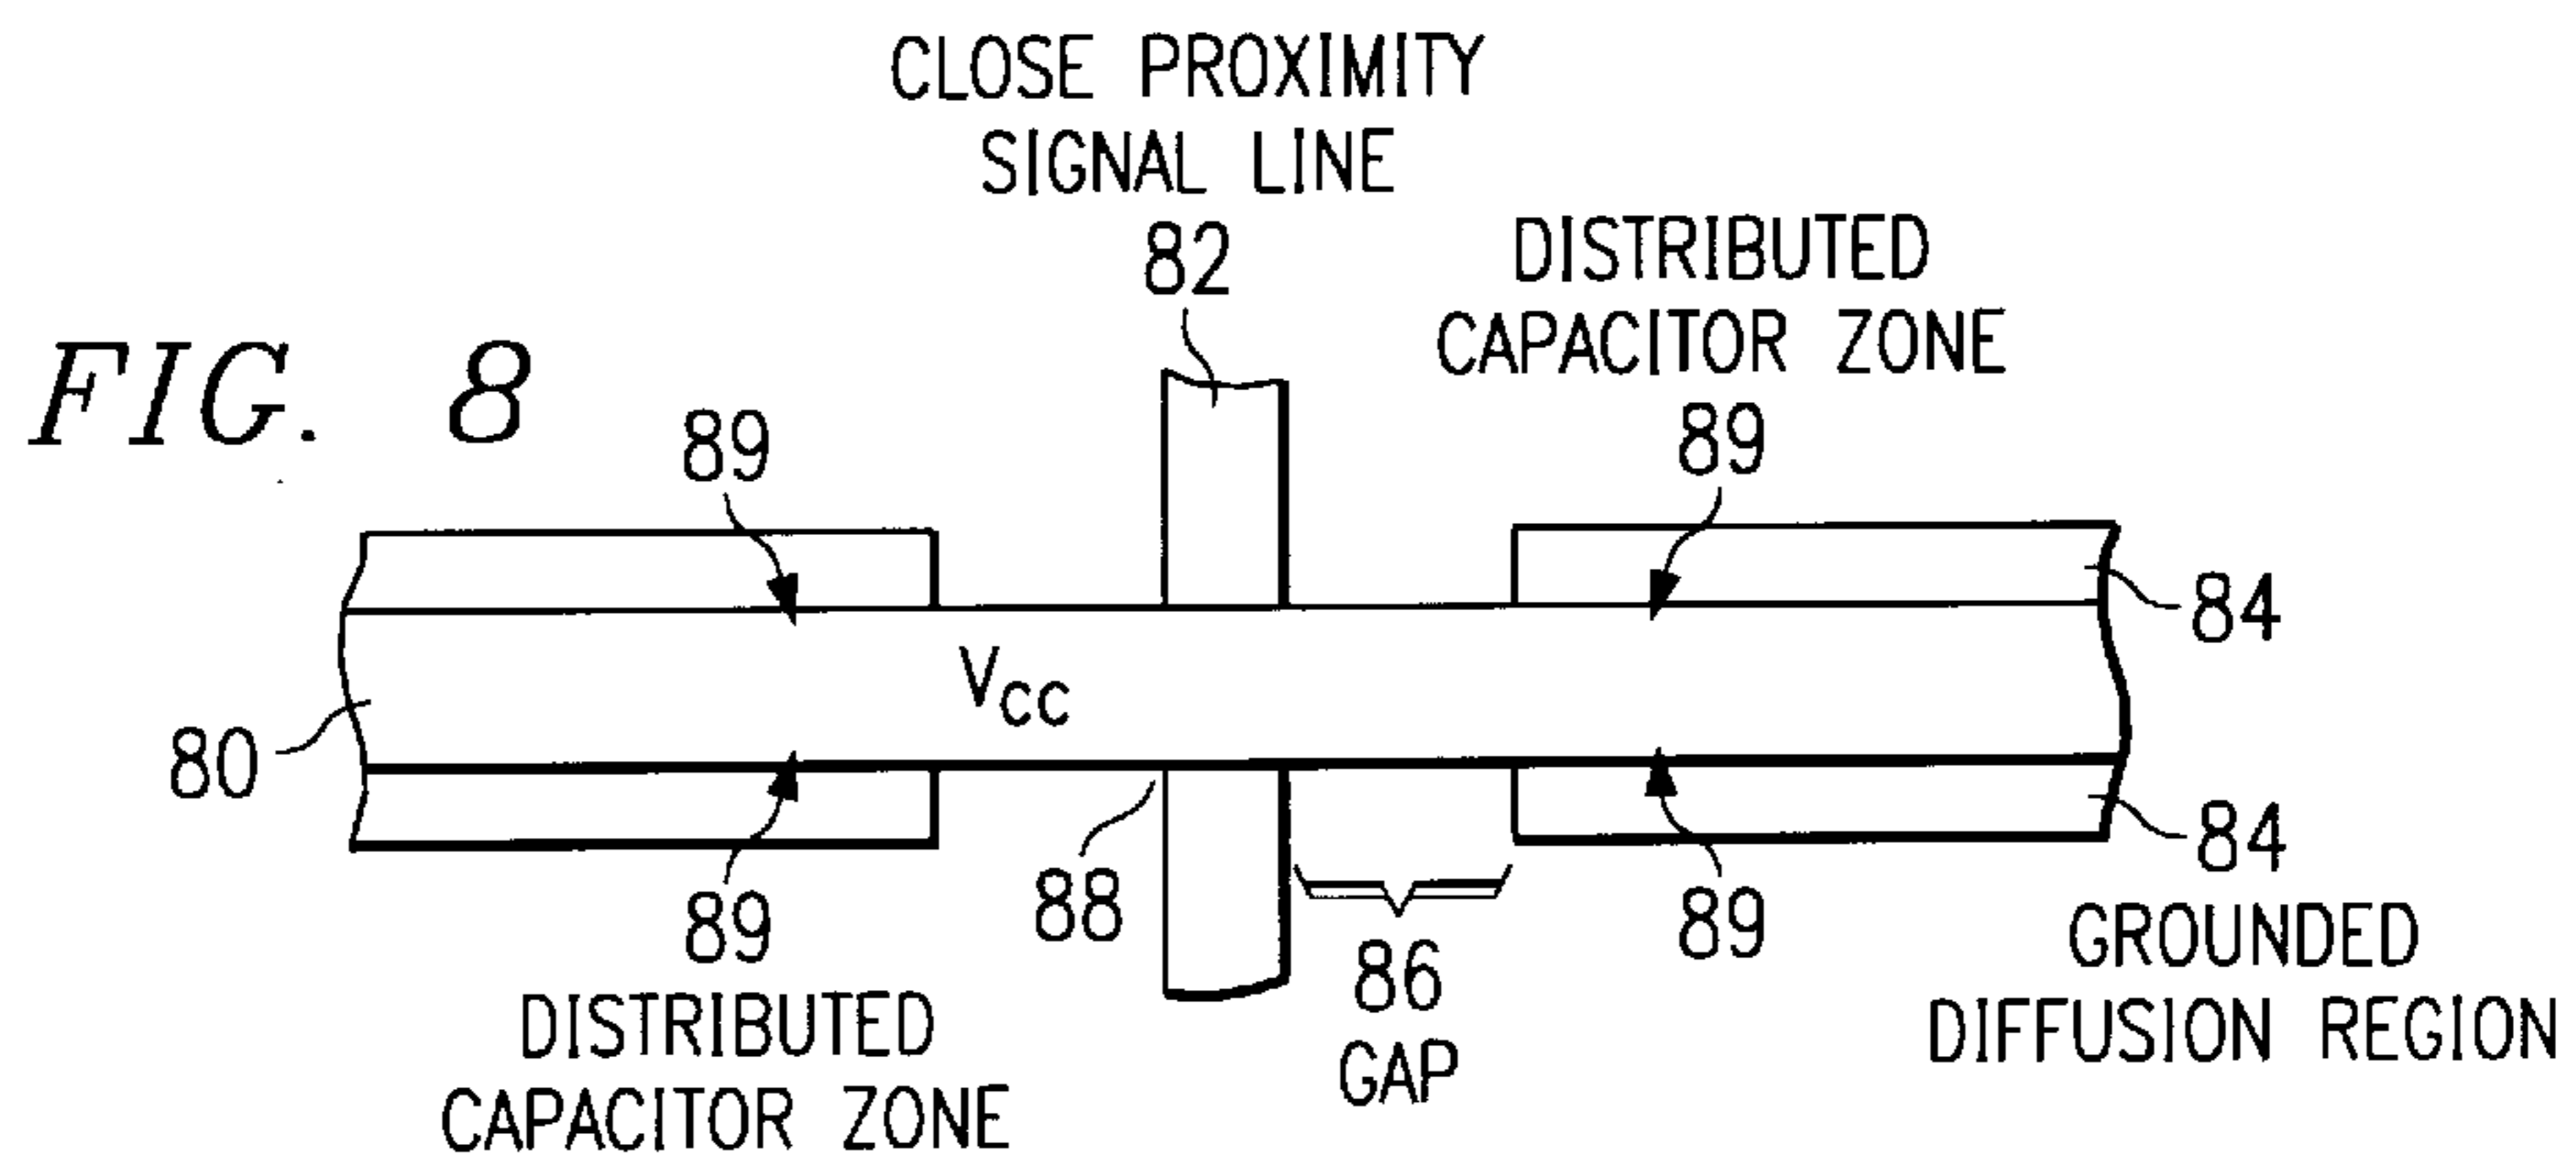 CLOSE PROXIMITY
SIGNAL LINE
82
DISTRIBUTED
CAPACITOR ZONE
89
FIG. 8
89
84
VCC
80
84
GROUNDED
DIFFUSION REGION
88
89
DISTRIBUTED
CAPACITOR ZONE
86
GAP
89